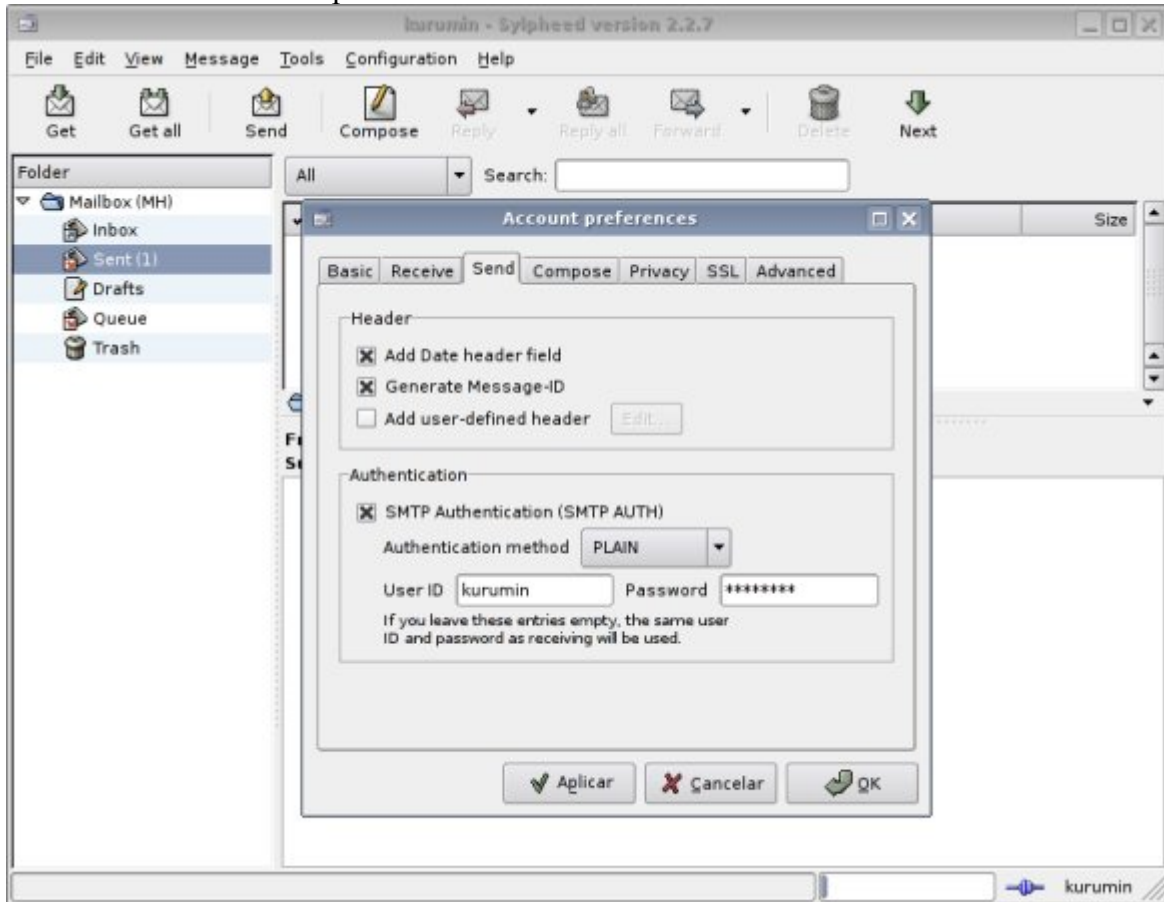 kurumin - Sylpheed version 2.2.7
File Edit View Message Tools Configuration Help
Get Get all Send Compose Reply Reply all Forward Delete Next
Folder
All Search:
Mailbox (MH)
Inbox
Sent (1)
Drafts
Queue
Trash
Size
Account preferences
Basic Receive Send Compose Privacy SSL Advanced
Header
Add Date header field
Generate Message-ID
Add user-defined header Edit...
Authentication
SMTP Authentication (SMTP AUTH)
Authentication method PLAIN
User ID kurumin Password ********
If you leave these entries empty, the same user
ID and password as receiving will be used.
Aplicar Cancelar OK
kurumin